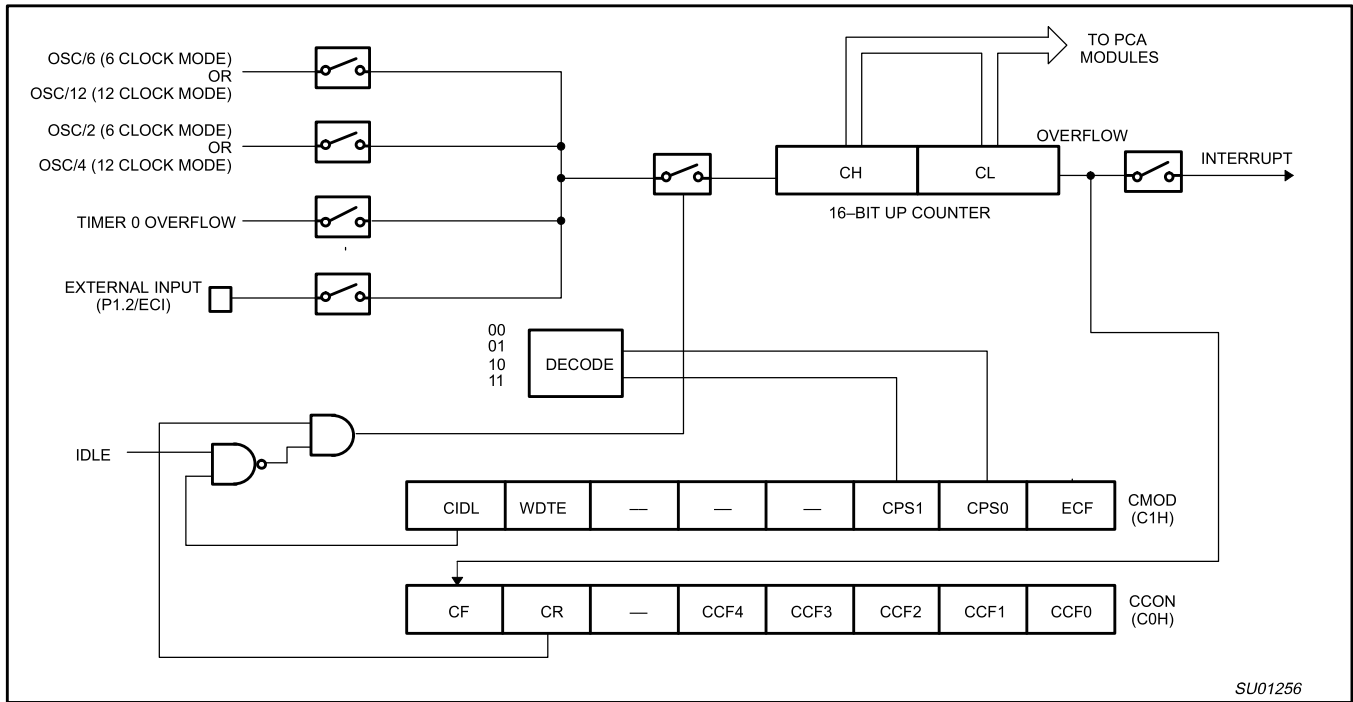 OSC/6 (6 CLOCK MODE)
OR
OSC/12 (12 CLOCK MODE)
OSC/2 (6 CLOCK MODE)
OR
OSC/4 (12 CLOCK MODE)
TIMER 0 OVERFLOW
EXTERNAL INPUT
(P1.2/ECI)
TO PCA
MODULES
OVERFLOW
INTERRUPT
CH CL
16–BIT UP COUNTER
00
01
10
11
DECODE
IDLE
CIDL WDTE –– –– –– CPS1 CPS0 ECF
CMOD
(C1H)
CF CR –– CCF4 CCF3 CCF2 CCF1 CCF0
CCON
(C0H)
SU01256